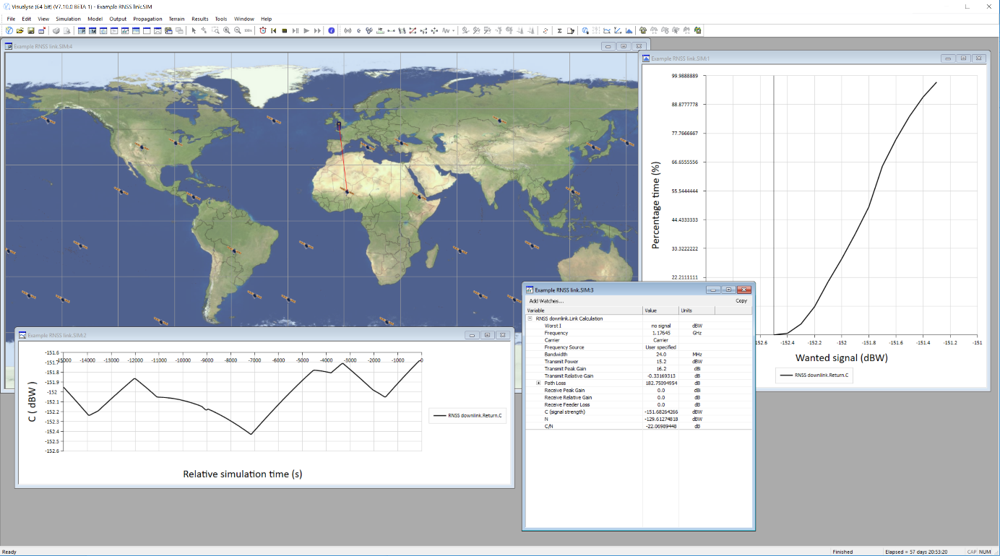 Visualyse (64 bit) (V7.10.0 BETA 1) - Example RNSS link.SIM
File Edit View Simulation Model Output Propagation Terrain Results Tools Window Help
Example RNSS link.SIM:4
Example RNSS link.SIM:1
99.9888889
88.8777778
77.7666667
66.6555556
55.5444444
44.4333333
33.3222222
22.2111111
Percentage time (%)
152.6 -152.4 -152.2 -152 -151.8 -151.6 -151.4 -151.2 -151
Wanted signal (dBW)
RNSS downlink.Return.C
Example RNSS link.SIM:3
Add Watches... Copy
Variable Value Units
RNSS downlink.Link Calculation
Worst I no signal dBW
Frequency 1.17645 GHz
Carrier Carrier
Frequency Source User specified
Bandwidth 24.0 MHz
Transmit Power 15.2 dBW
Transmit Peak Gain 16.2 dBi
Transmit Relative Gain -0.33169313 dB
Path Loss 182.75094954 dB
Receive Peak Gain 0.0 dBi
Receive Relative Gain 0.0 dB
Receive Feeder Loss 0.0 dB
C (signal strength) -151.68264266 dBW
N -129.61274818 dBW
C/N -22.06989448 dB
Example RNSS link.SIM:2
-151.6
-151.7
-151.8
-151.9
-152
-152.1
-152.2
-152.3
-152.4
-152.5
-152.6
C ( dBW )
15000 -14000 -13000 -12000 -11000 -10000 -9000 -8000 -7000 -6000 -5000 -4000 -3000 -2000 -1000 0
Relative simulation time (s)
RNSS downlink.Return.C
Ready Finished Elapsed = 57 days 20:53:20 CAP NUM